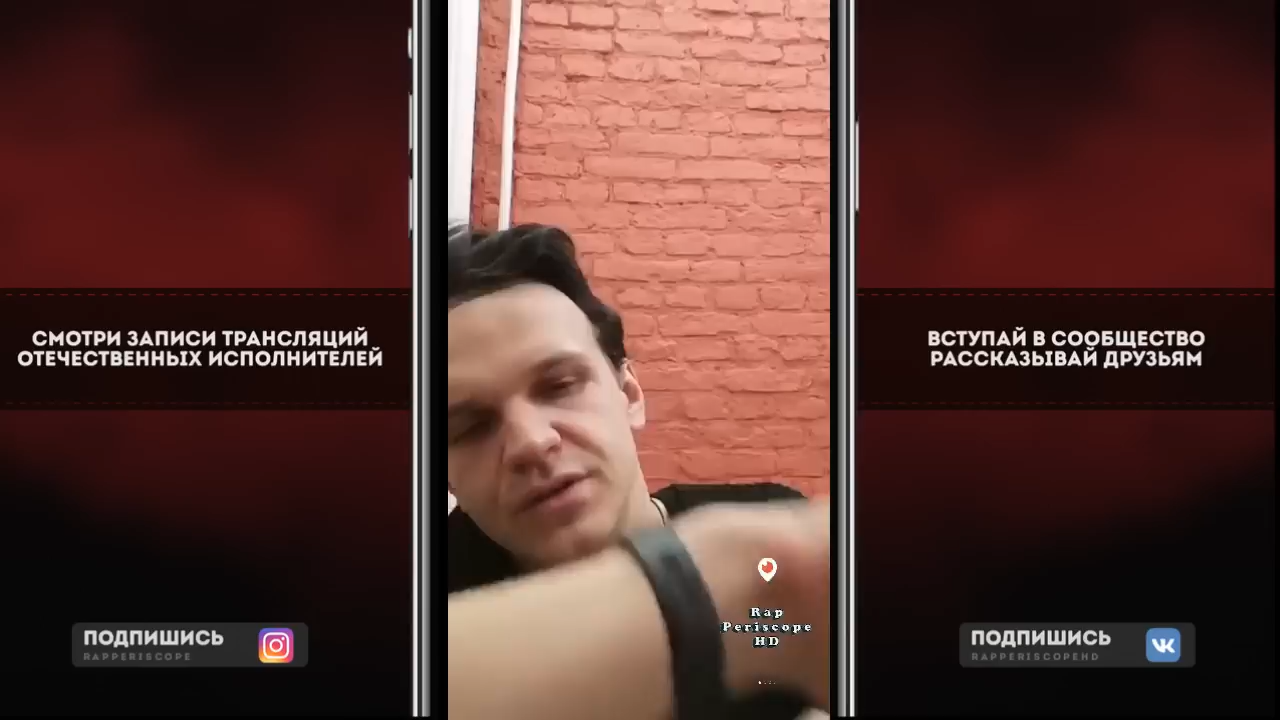 СМОТРИ ЗАПИСИ ТРАНСЛЯЦИЙ
ОТЕЧЕСТВЕННЫХ ИСПОЛНИТЕЛЕЙ
ВСТУПАЙ В СООБЩЕСТВО
РАССКАЗЫВАЙ ДРУЗЬЯМ
Rap
Periscope
HD
ПОДПИШИСЬ
RAPPERISCOPE
ПОДПИШИСЬ
RAPPERISCOPEHD